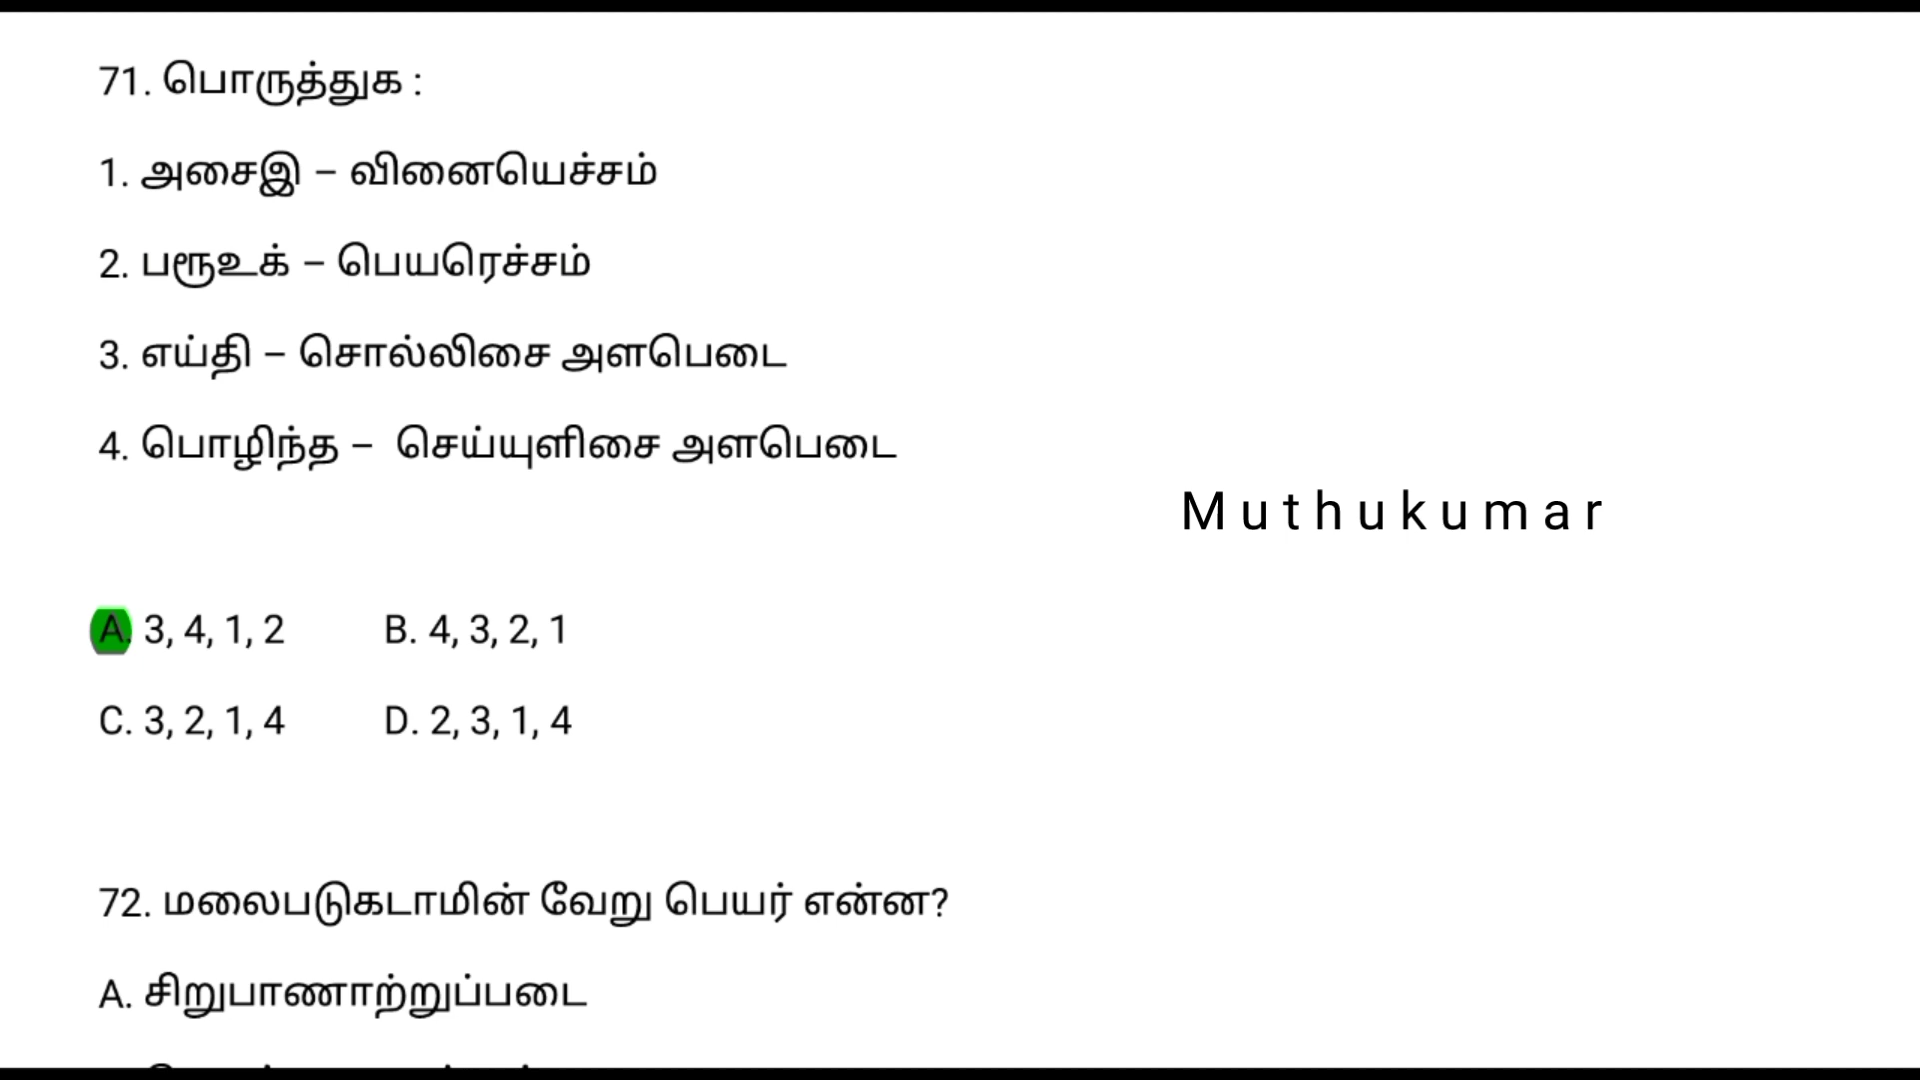 71. பொருத்துக :
1. அசைஇ – வினையெச்சம்
2. பரூஉக் – பெயரெச்சம்
3. எய்தி – சொல்லிசை அளபெடை
4. பொழிந்த – செய்யுளிசை அளபெடை
Muthukumar
A. 3, 4, 1, 2 B. 4, 3, 2, 1
C. 3, 2, 1, 4 D. 2, 3, 1, 4
72. மலைபடுகடாமின் வேறு பெயர் என்ன?
A. சிறுபாணாற்றுப்படை